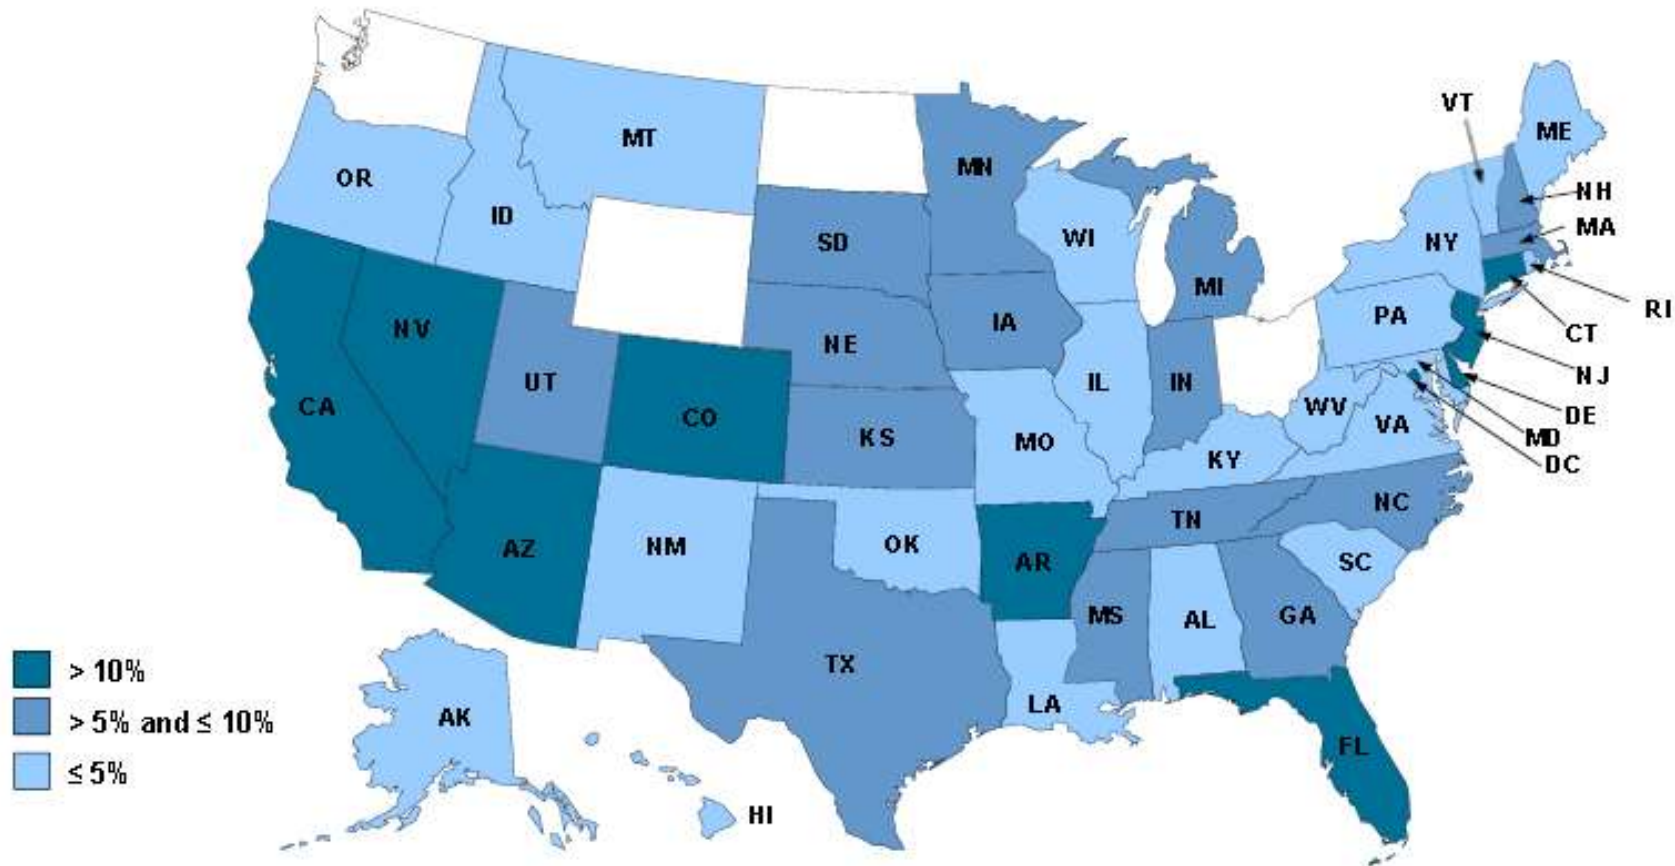 VT
ME
MT
MN
OR
NH
ID
MA
SD
WI
NY
MI
RI
IA
PA
NV
CT
NE
UT
IL
IN
NJ
CA
WV
DE
CO
VA
KS
MD
MO
KY
DC
NC
TN
NM
OK
AZ
AR
SC
MS
AL
GA
TX
> 10%
LA
AK
> 5% and ≤ 10%
FL
≤ 5%
HI